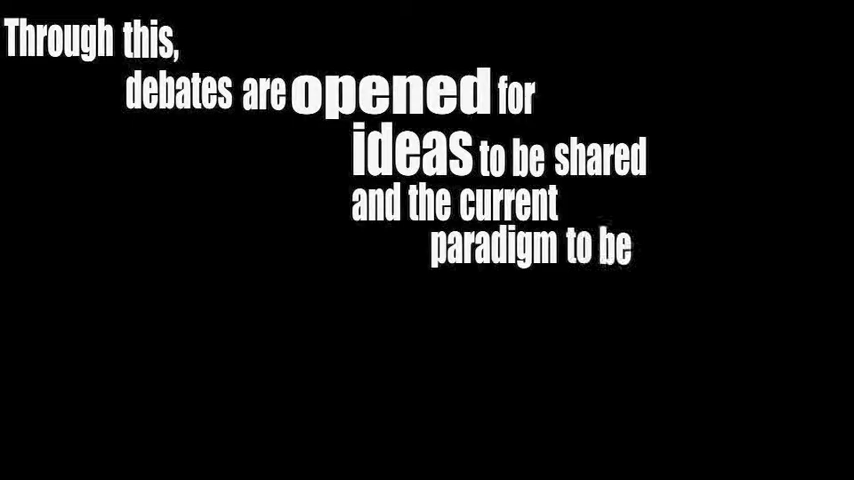 Through this,
debates are opened for
ideas to be shared
and the current
paradigm to be